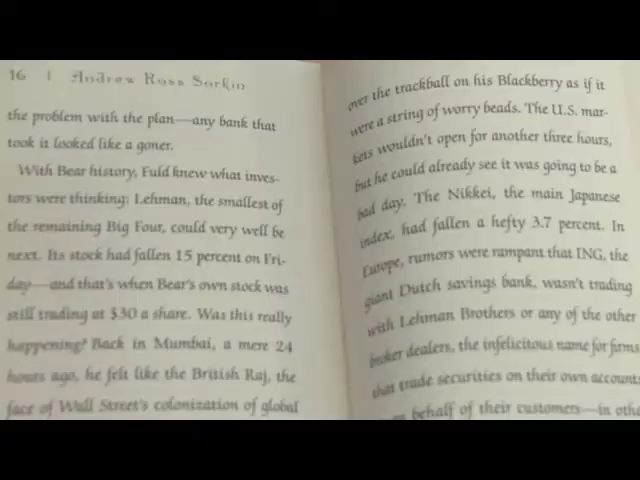 16 | Andrew Ross Sorkin
the problem with the plan—any bank that
took it looked like a goner.
With Bear history, Fuld knew what inves-
tors were thinking: Lehman, the smallest of
the remaining Big Four, could very well be
next. Its stock had fallen 15 percent on Fri-
day—and that's when Bear's own stock was
still trading at $30 a share. Was this really
happening? Back in Mumbai, a mere 24
hours ago, he felt like the British Raj, the
face of Wall Street's colonization of global
over the trackball on his Blackberry as if it
were a string of worry beads. The U.S. mar-
kets wouldn't open for another three hours,
but he could already see it was going to be a
bad day. The Nikkei, the main Japanese
index, had fallen a hefty 3.7 percent. In
Europe, rumors were rampant that ING, the
giant Dutch savings bank, wasn't trading
with Lehman Brothers or any of the other
broker dealers, the infelicitous name for firms
that trade securities on their own accounts
behalf of their customers—in othe